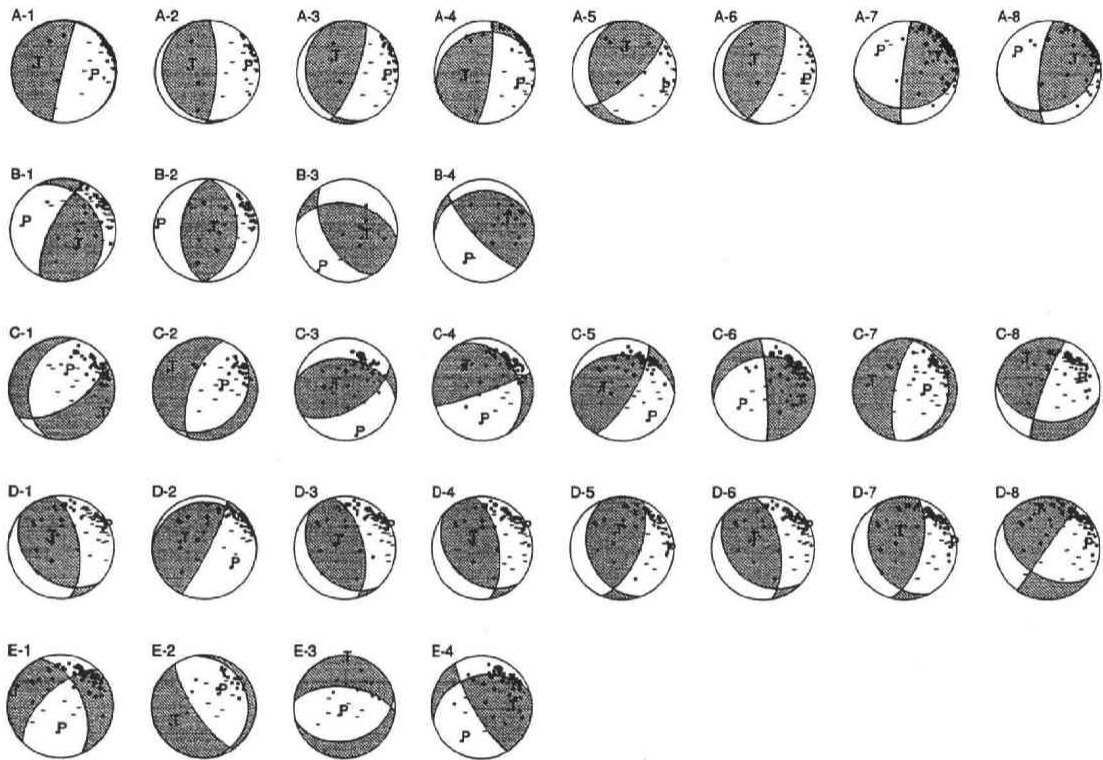 A-1 A-2 A-3 A-4 A-5 A-6 A-7 A-8
T P T P T P T P T P T P P T P T
B-1 B-2 B-3 B-4
P T P T P T P T
C-1 C-2 C-3 C-4 C-5 C-6 C-7 C-8
P T T P T P T P T P P T T P T P
D-1 D-2 D-3 D-4 D-5 D-6 D-7 D-8
T P T P T P T P T P T P T P T P
E-1 E-2 E-3 E-4
T P T P T P P T